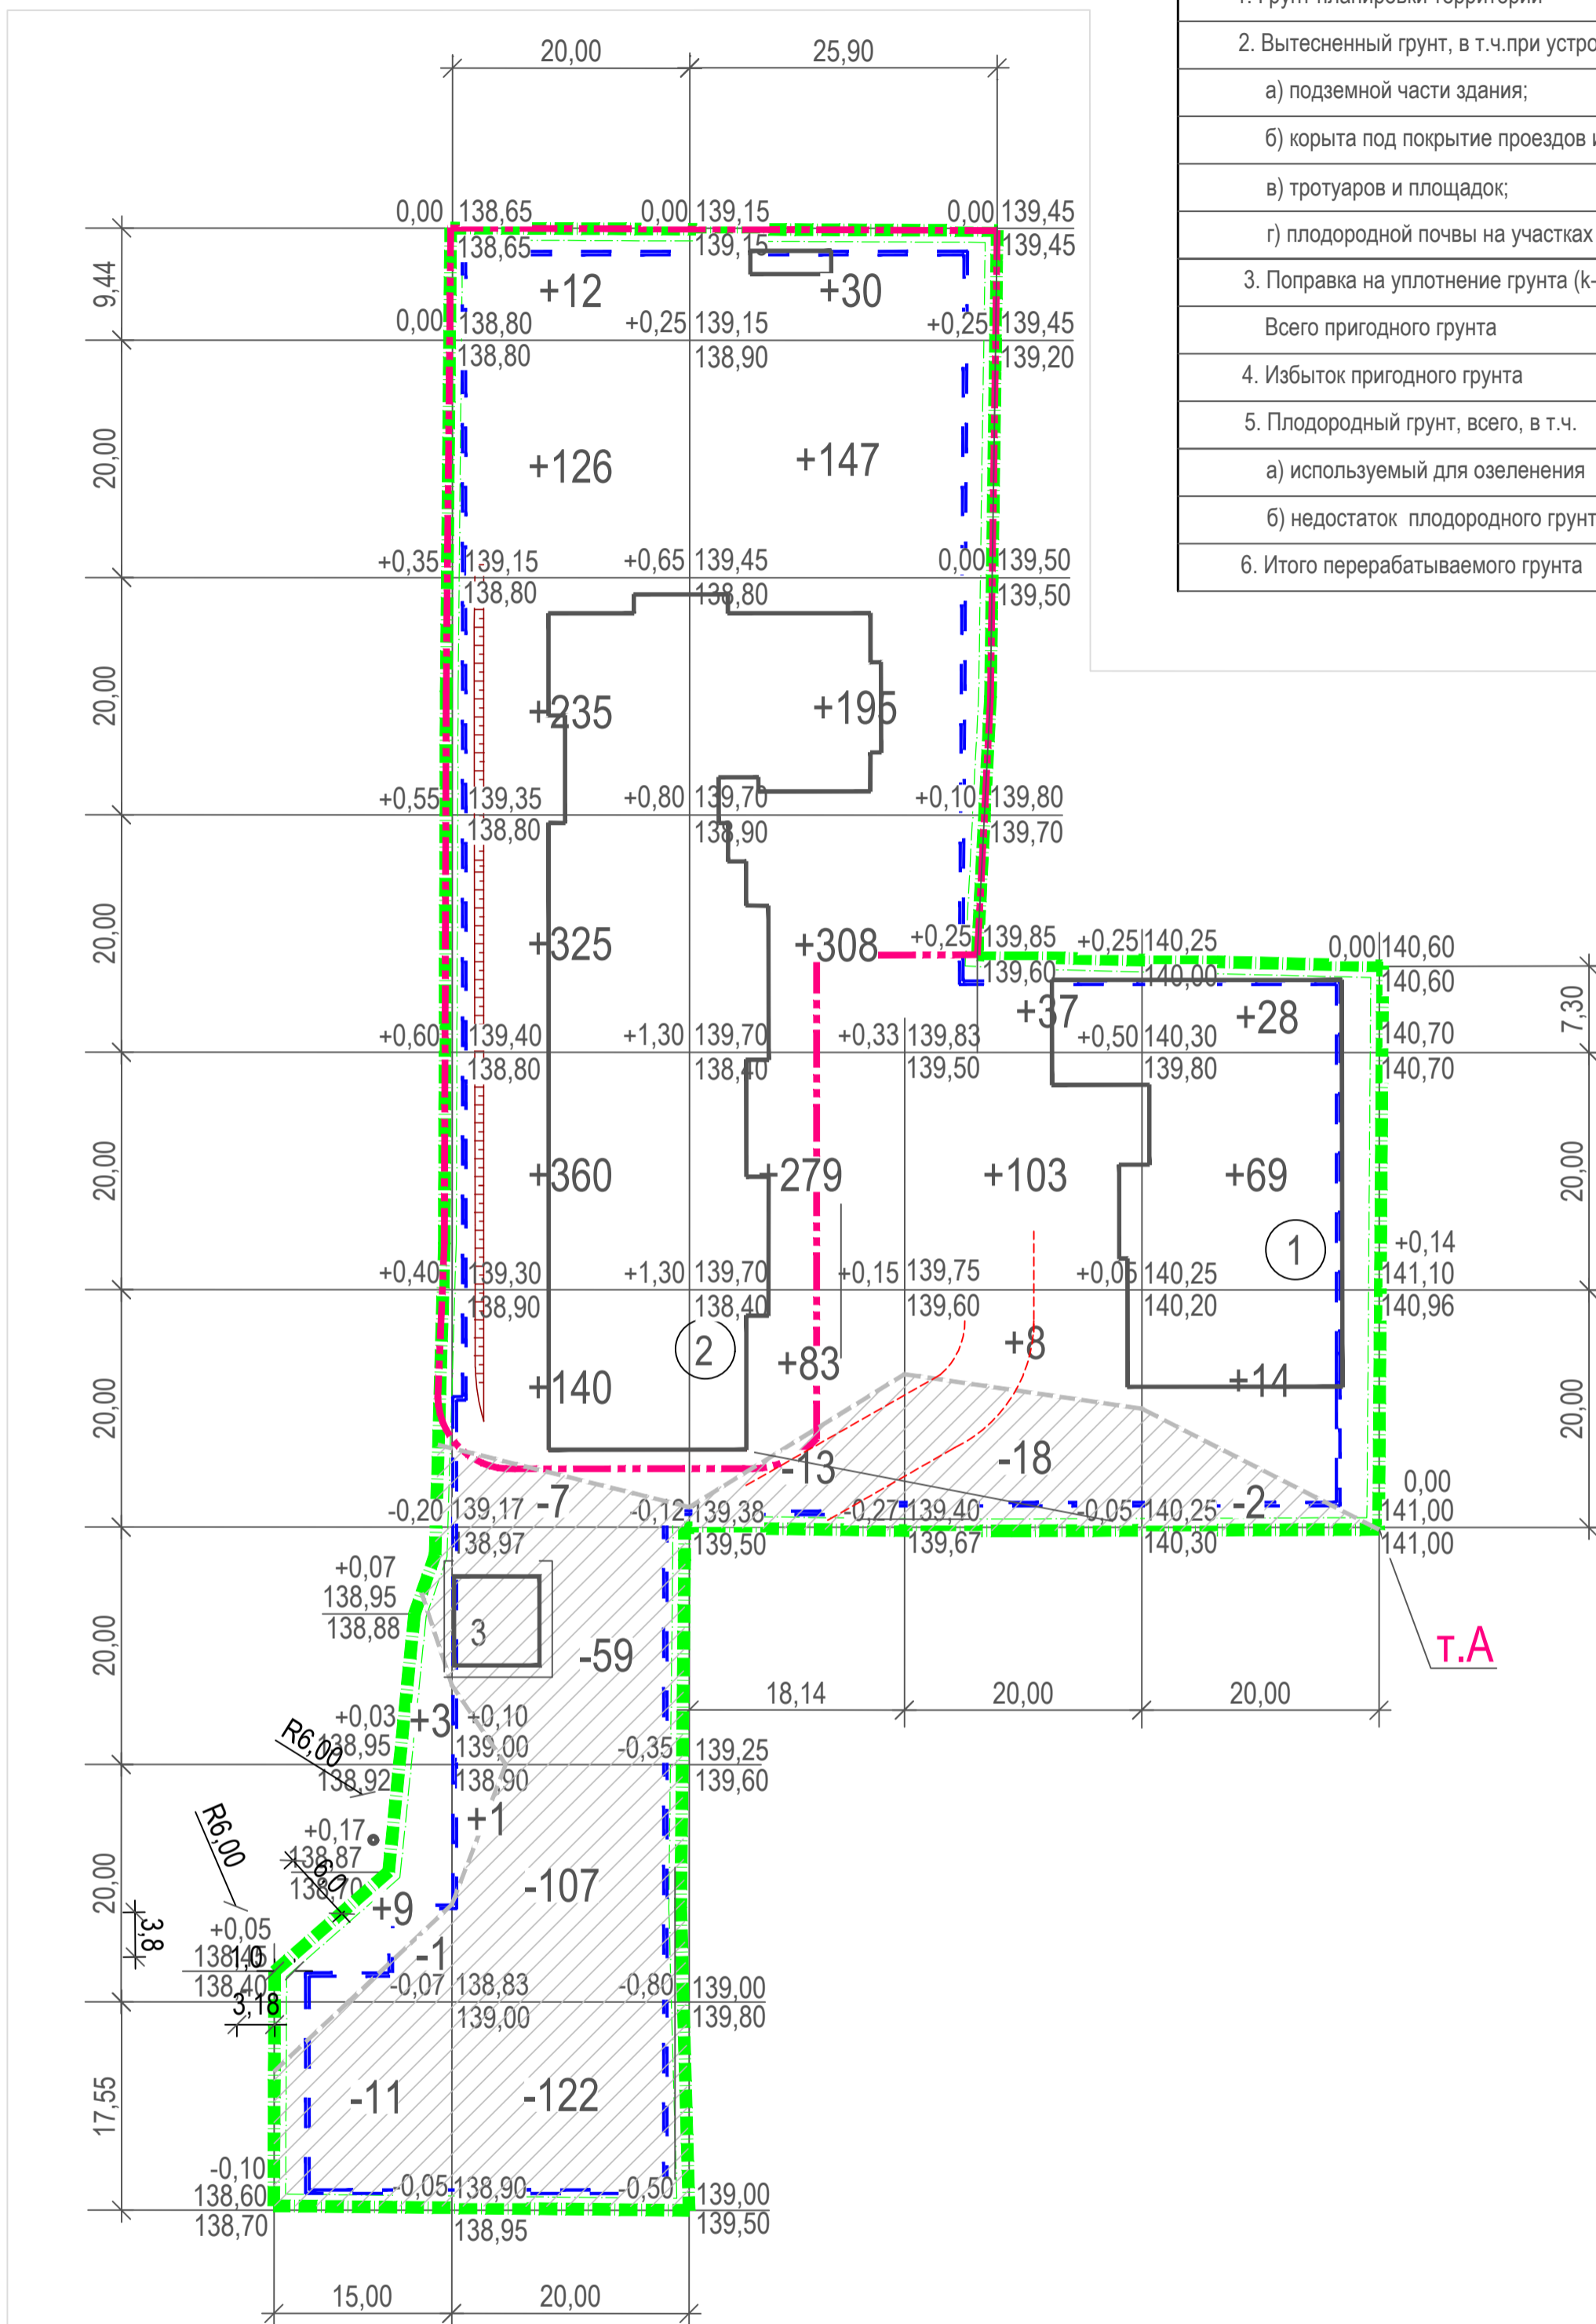 1. Грунт планировки территории
2. Вытесненный грунт, в т.ч.при
а) подземной части здания;
б) корыта под покрытие проездов
в) тротуаров и площадок;
г) плодородной почвы на участках
3. Поправка на уплотнение грунта
Всего пригодного грунта
4. Избыток пригодного грунта
5. Плодородный грунт, всего, в т.ч.
а) используемый для озеленения
б) недостаток плодородного
6. Итого перерабатываемого грунта
20,00 25,90
0,00 138,65 0,00 139,15 0,00 139,45
138,65 139,15 139,45
9,44
+12 +30
0,00 138,80 +0,25 139,15 +0,25 139,45
138,80 138,90 139,20
20,00
+126 +147
+0,35 139,15 +0,65 139,45 0,00 139,50
138,80 138,80 139,50
20,00
+235 +195
+0,55 139,35 +0,80 139,70 +0,10 139,80
138,80 138,90 139,70
20,00
+325 +308
+0,25 139,85 +0,25 140,25 0,00 140,60
139,60 140,00 140,60
7,30
+37 +28
+0,60 139,40 +1,30 139,70 +0,33 139,83 +0,50 140,30 140,70
138,80 138,40 139,50 139,80 140,70
20,00 20,00
+360 +279 +103 +69
1
+0,14
+0,40 139,30 +1,30 139,70 +0,15 139,75 +0,05 140,25 141,10
138,90 138,40 139,60 140,20 140,96
20,00 20,00
2
+140 +83 +8 +14
-7 -13 -18 -2
0,00
-0,20 139,17 -0,12 139,38 -0,27 139,40 -0,05 140,25 141,00
138,97 139,50 139,67 140,30 141,00
+0,07
138,95
138,88
20,00
3
-59
т.А
18,14 20,00 20,00
+3
+0,03 +0,10
138,95 139,00 -0,35 139,25
138,92 138,90 139,60
R6,00
+1
R6,00
+0,17
138,87
138,70
6,0
20,00
-107
+9
3,8
-1
+0,05
138,45
1,0
138,40
3,18
-0,07 138,83 -0,80 139,00
139,00 139,80
17,55
-11 -122
-0,10
138,60 -0,05 138,90 -0,50 139,00
138,70 138,95 139,50
15,00 20,00